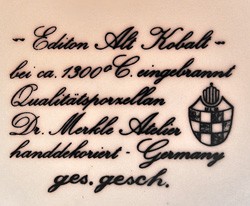 - Editon Alt Kobalt -
bei ca. 1300°C. eingebrannt
Qualitätsporzellan
Dr. Merkle Atelier
handdekoriert - Germany
ges. gesch.